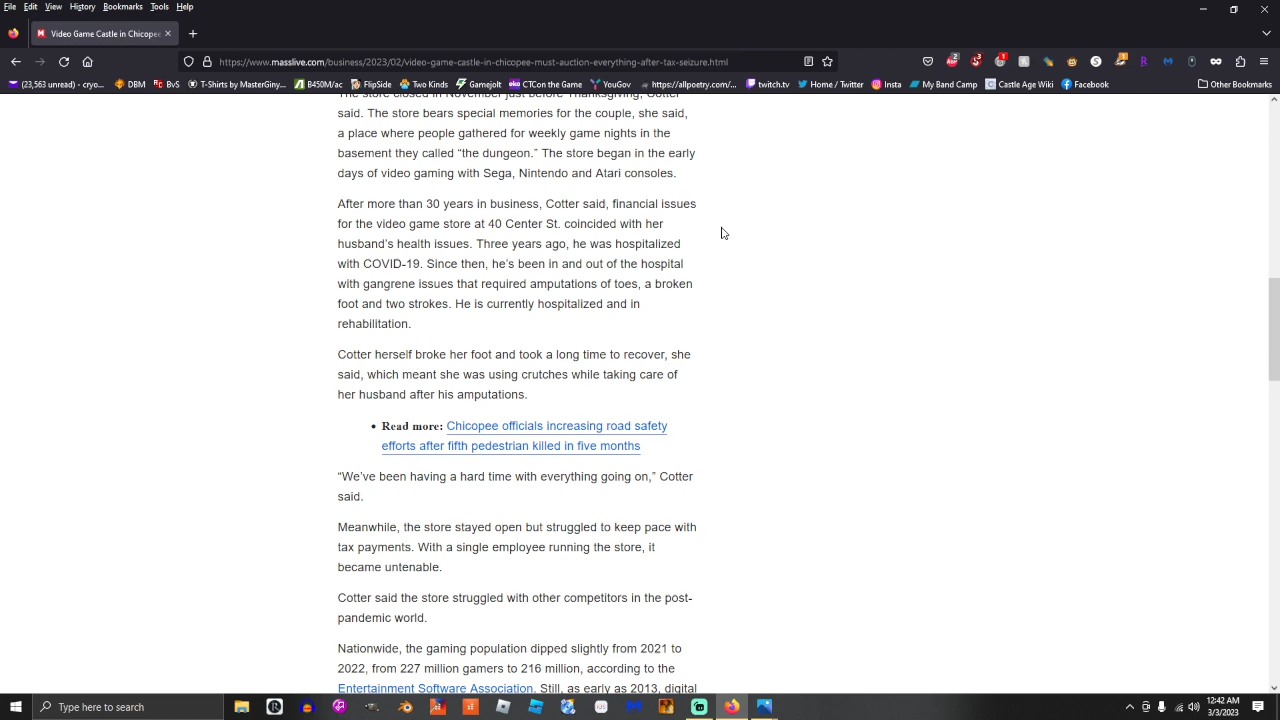 File Edit View History Bookmarks Tools Help
Video Game Castle in Chicopee
https://www.masslive.com/business/2023/02/video-game-castle-in-chicopee-must-auction-everything-after-tax-seizure.html
(23,563 unread) - cryo... DBM BvS T-Shirts by MasterGiny... B450M/ac FlipSide Two Kinds Gamejolt CTCon the Game YouGov https://allpoetry.com/... twitch.tv Home / Twitter Insta My Band Camp Castle Age Wiki Facebook Other Bookmarks
The store closed in November just before Thanksgiving, Cotter
said. The store bears special memories for the couple, she said,
a place where people gathered for weekly game nights in the
basement they called “the dungeon.” The store began in the early
days of video gaming with Sega, Nintendo and Atari consoles.
After more than 30 years in business, Cotter said, financial issues
for the video game store at 40 Center St. coincided with her
husband’s health issues. Three years ago, he was hospitalized
with COVID-19. Since then, he’s been in and out of the hospital
with gangrene issues that required amputations of toes, a broken
foot and two strokes. He is currently hospitalized and in
rehabilitation.
Cotter herself broke her foot and took a long time to recover, she
said, which meant she was using crutches while taking care of
her husband after his amputations.
• Read more: Chicopee officials increasing road safety
efforts after fifth pedestrian killed in five months
“We’ve been having a hard time with everything going on,” Cotter
said.
Meanwhile, the store stayed open but struggled to keep pace with
tax payments. With a single employee running the store, it
became untenable.
Cotter said the store struggled with other competitors in the post-
pandemic world.
Nationwide, the gaming population dipped slightly from 2021 to
2022, from 227 million gamers to 216 million, according to the
Entertainment Software Association. Still, as early as 2013, digital
Type here to search
12:42 AM
3/3/2023